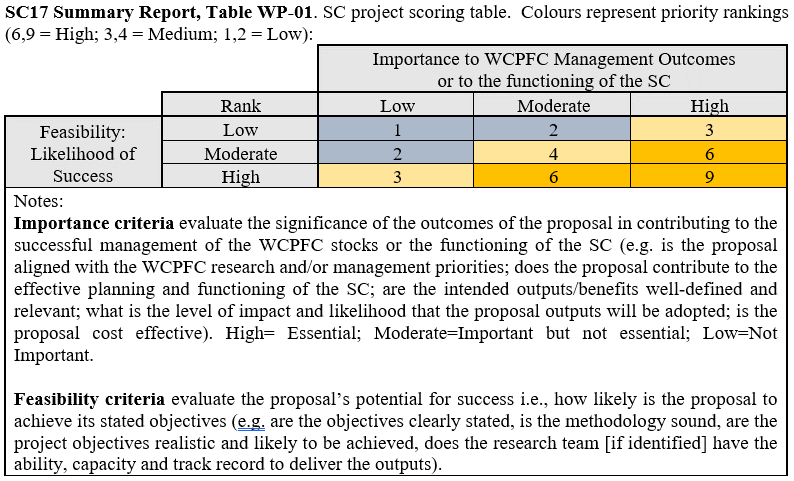 SC17 Summary Report, Table WP-01. SC project scoring table.  Colours represent priority rankings
(6,9 = High; 3,4 = Medium; 1,2 = Low):
Importance to WCPFC Management Outcomes
or to the functioning of the SC
Rank Low Moderate High
Feasibility:
Likelihood of
Success
Low 1 2 3
Moderate 2 4 6
High 3 6 9
Notes:
Importance criteria evaluate the significance of the outcomes of the proposal in contributing to the
successful management of the WCPFC stocks or the functioning of the SC (e.g. is the proposal
aligned with the WCPFC research and/or management priorities; does the proposal contribute to the
effective planning and functioning of the SC; are the intended outputs/benefits well-defined and
relevant; what is the level of impact and likelihood that the proposal outputs will be adopted; is the
proposal cost effective). High= Essential; Moderate=Important but not essential; Low=Not
Important.
Feasibility criteria evaluate the proposal’s potential for success i.e., how likely is the proposal to
achieve its stated objectives (e.g. are the objectives clearly stated, is the methodology sound, are the
project objectives realistic and likely to be achieved, does the research team [if identified] have the
ability, capacity and track record to deliver the outputs).